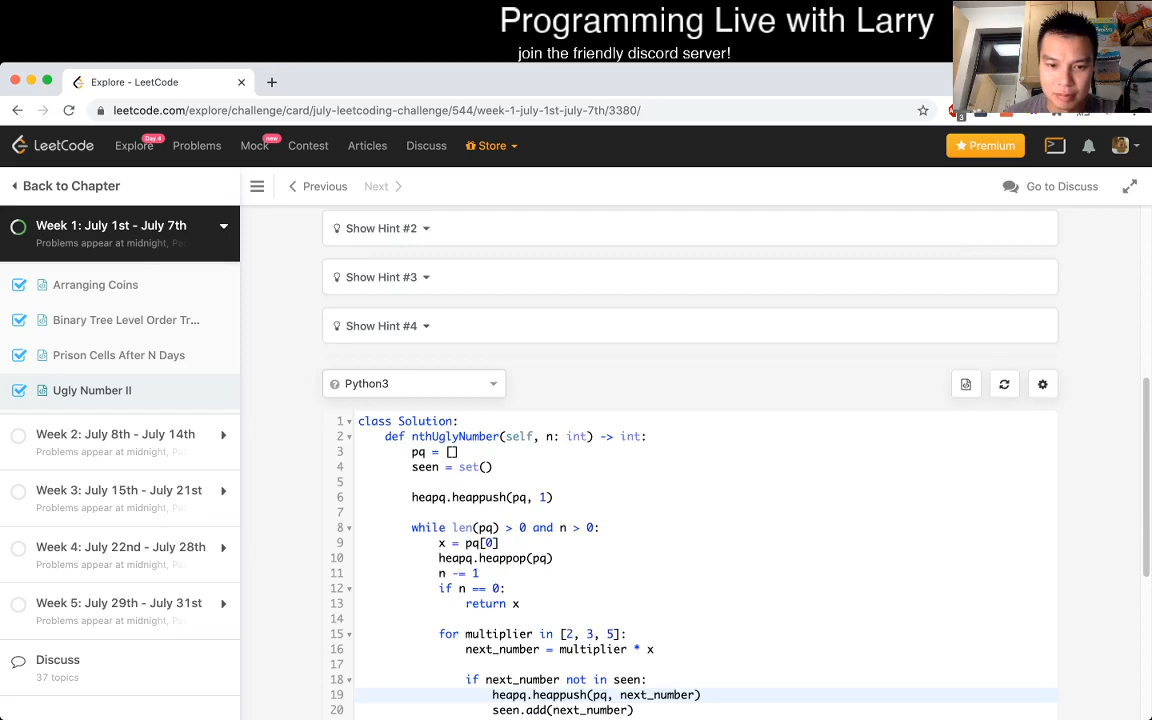 Programming Live with Larry
join the friendly discord server!
Explore - LeetCode
leetcode.com/explore/challenge/card/july-leetcoding-challenge/544/week-1-july-1st-july-7th/3380/
LeetCode
Explore
Day 4
Problems
Mock
new
Contest
Articles
Discuss
Store
Premium
Back to Chapter
Previous
Next
Go to Discuss
Week 1: July 1st - July 7th
Problems appear at midnight,
Arranging Coins
Binary Tree Level Order Tr...
Prison Cells After N Days
Ugly Number II
Week 2: July 8th - July 14th
Problems appear at midnight,
Week 3: July 15th - July 21st
Problems appear at midnight,
Week 4: July 22nd - July 28th
Problems appear at midnight,
Week 5: July 29th - July 31st
Problems appear at midnight,
Discuss
37 topics
Show Hint #2
Show Hint #3
Show Hint #4
Python3
1 class Solution:
2 def nthUglyNumber(self, n: int) -> int:
3 pq = []
4 seen = set()
5
6 heapq.heappush(pq, 1)
7
8 while len(pq) > 0 and n > 0:
9 x = pq[0]
10 heapq.heappop(pq)
11 n -= 1
12 if n == 0:
13 return x
14
15 for multiplier in [2, 3, 5]:
16 next_number = multiplier * x
17
18 if next_number not in seen:
19 heapq.heappush(pq, next_number)
20 seen.add(next_number)